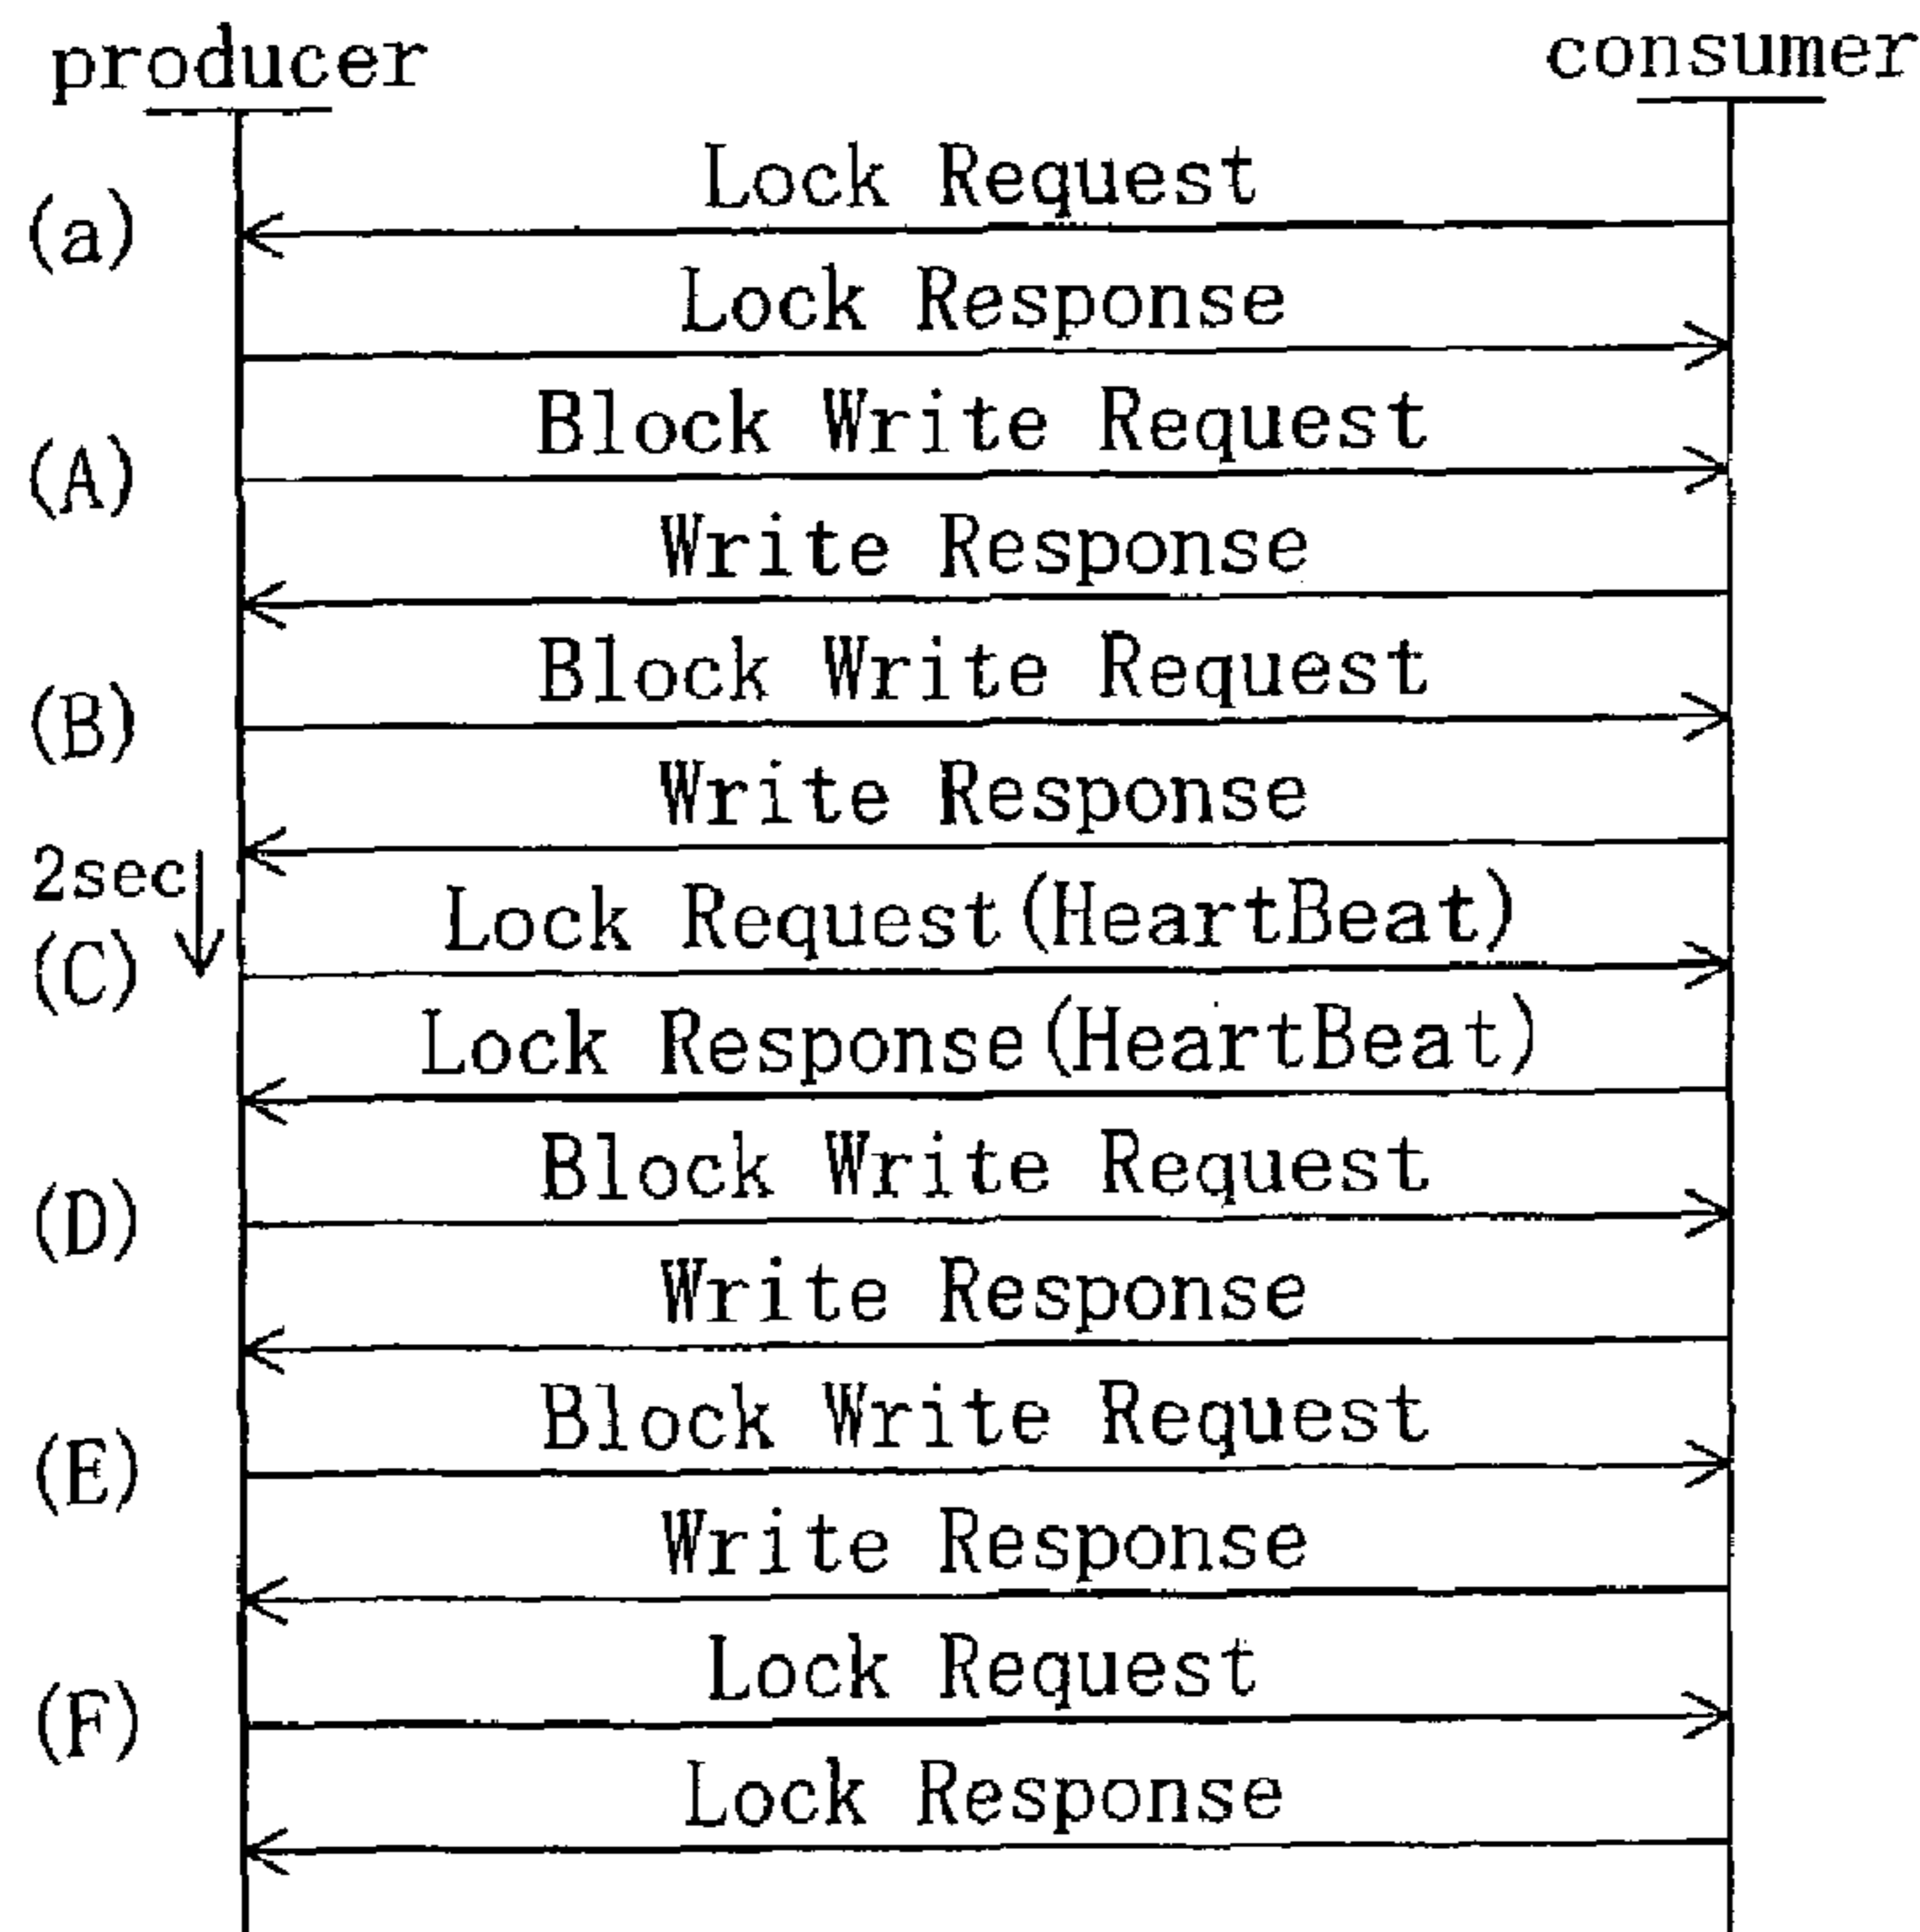 producer
consumer
Lock Request
(a)
Lock Response
Block Write Request
(A)
Write Response
Block Write Request
(B)
Write Response
2sec
Lock Request(HeartBeat)
(C)
Lock Response(HeartBeat)
Block Write Request
(D)
Write Response
Block Write Request
(E)
Write Response
Lock Request
(F)
Lock Response